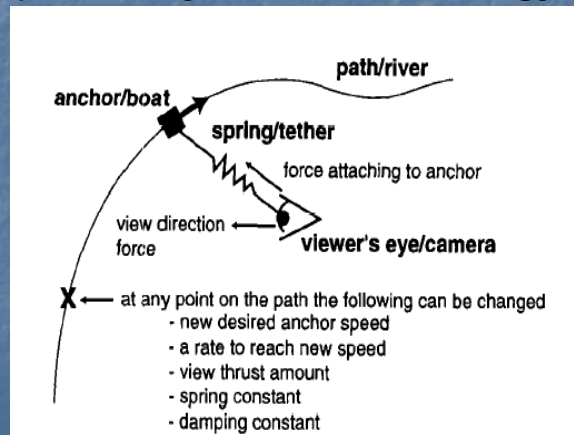 path/river
anchor/boat
spring/tether
force attaching to anchor
view direction
force
viewer's eye/camera
X ← at any point on the path the following can be changed
- new desired anchor speed
- a rate to reach new speed
- view thrust amount
- spring constant
- damping constant